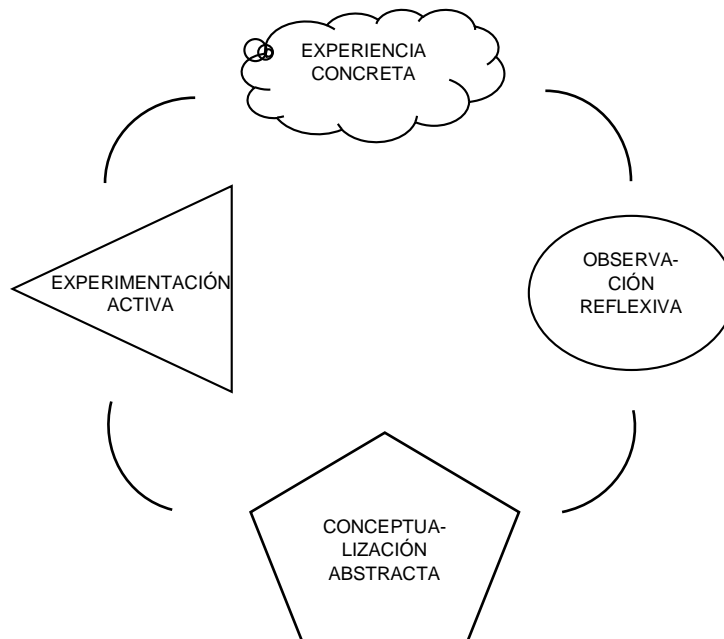 EXPERIENCIA
CONCRETA
EXPERIMENTACIÓN
ACTIVA
OBSERVA-
CIÓN
REFLEXIVA
CONCEPTUA-
LIZACIÓN
ABSTRACTA